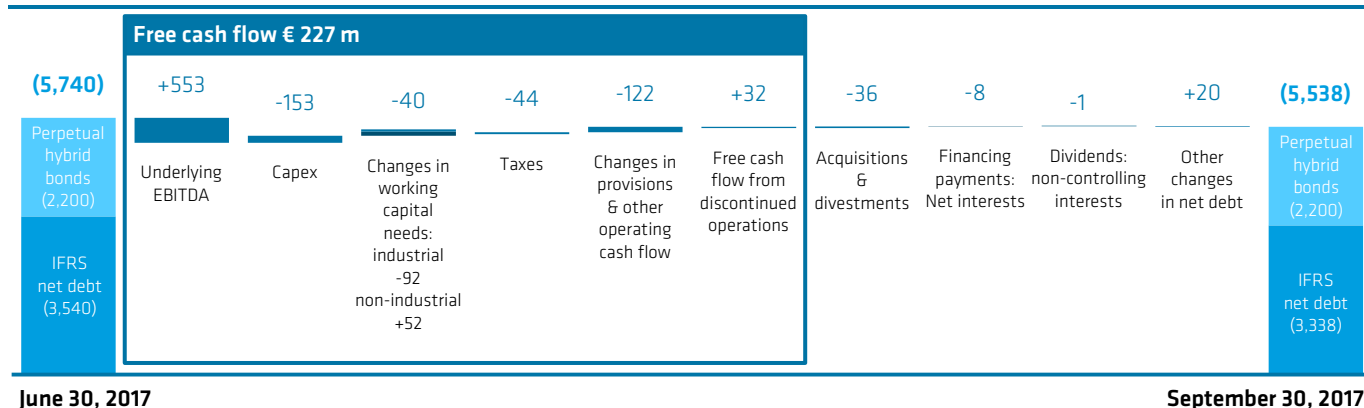 Free cash flow € 227 m
(5,740)
Perpetual
hybrid
bonds
(2,200)
IFRS
net debt
(3,540)
+553
Underlying
EBITDA
-153
Capex
-40
Changes in
working
capital
needs:
industrial
-92
non-industrial
+52
-44
Taxes
-122
Changes in
provisions
& other
operating
cash flow
+32
Free cash
flow from
discontinued
operations
-36
Acquisitions
&
divestments
-8
Financing
payments:
Net interests
-1
Dividends:
non-controlling
interests
+20
Other
changes
in net debt
(5,538)
Perpetual
hybrid
bonds
(2,200)
IFRS
net debt
(3,338)
June 30, 2017
September 30, 2017